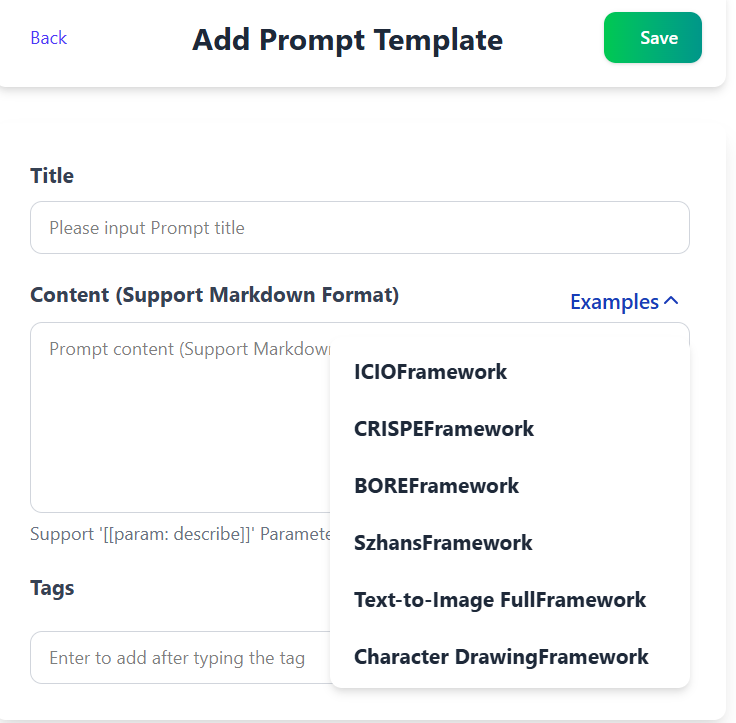 Back
Add Prompt Template
Save
Title
Please input Prompt title
Content (Support Markdown Format)
Examples
Prompt content (Support Markdow
ICIOFramework
CRISPEFramework
BOREFramework
SzhansFramework
Text-to-Image FullFramework
Character DrawingFramework
Support '[[param: describe]]' Paramete
Tags
Enter to add after typing the tag